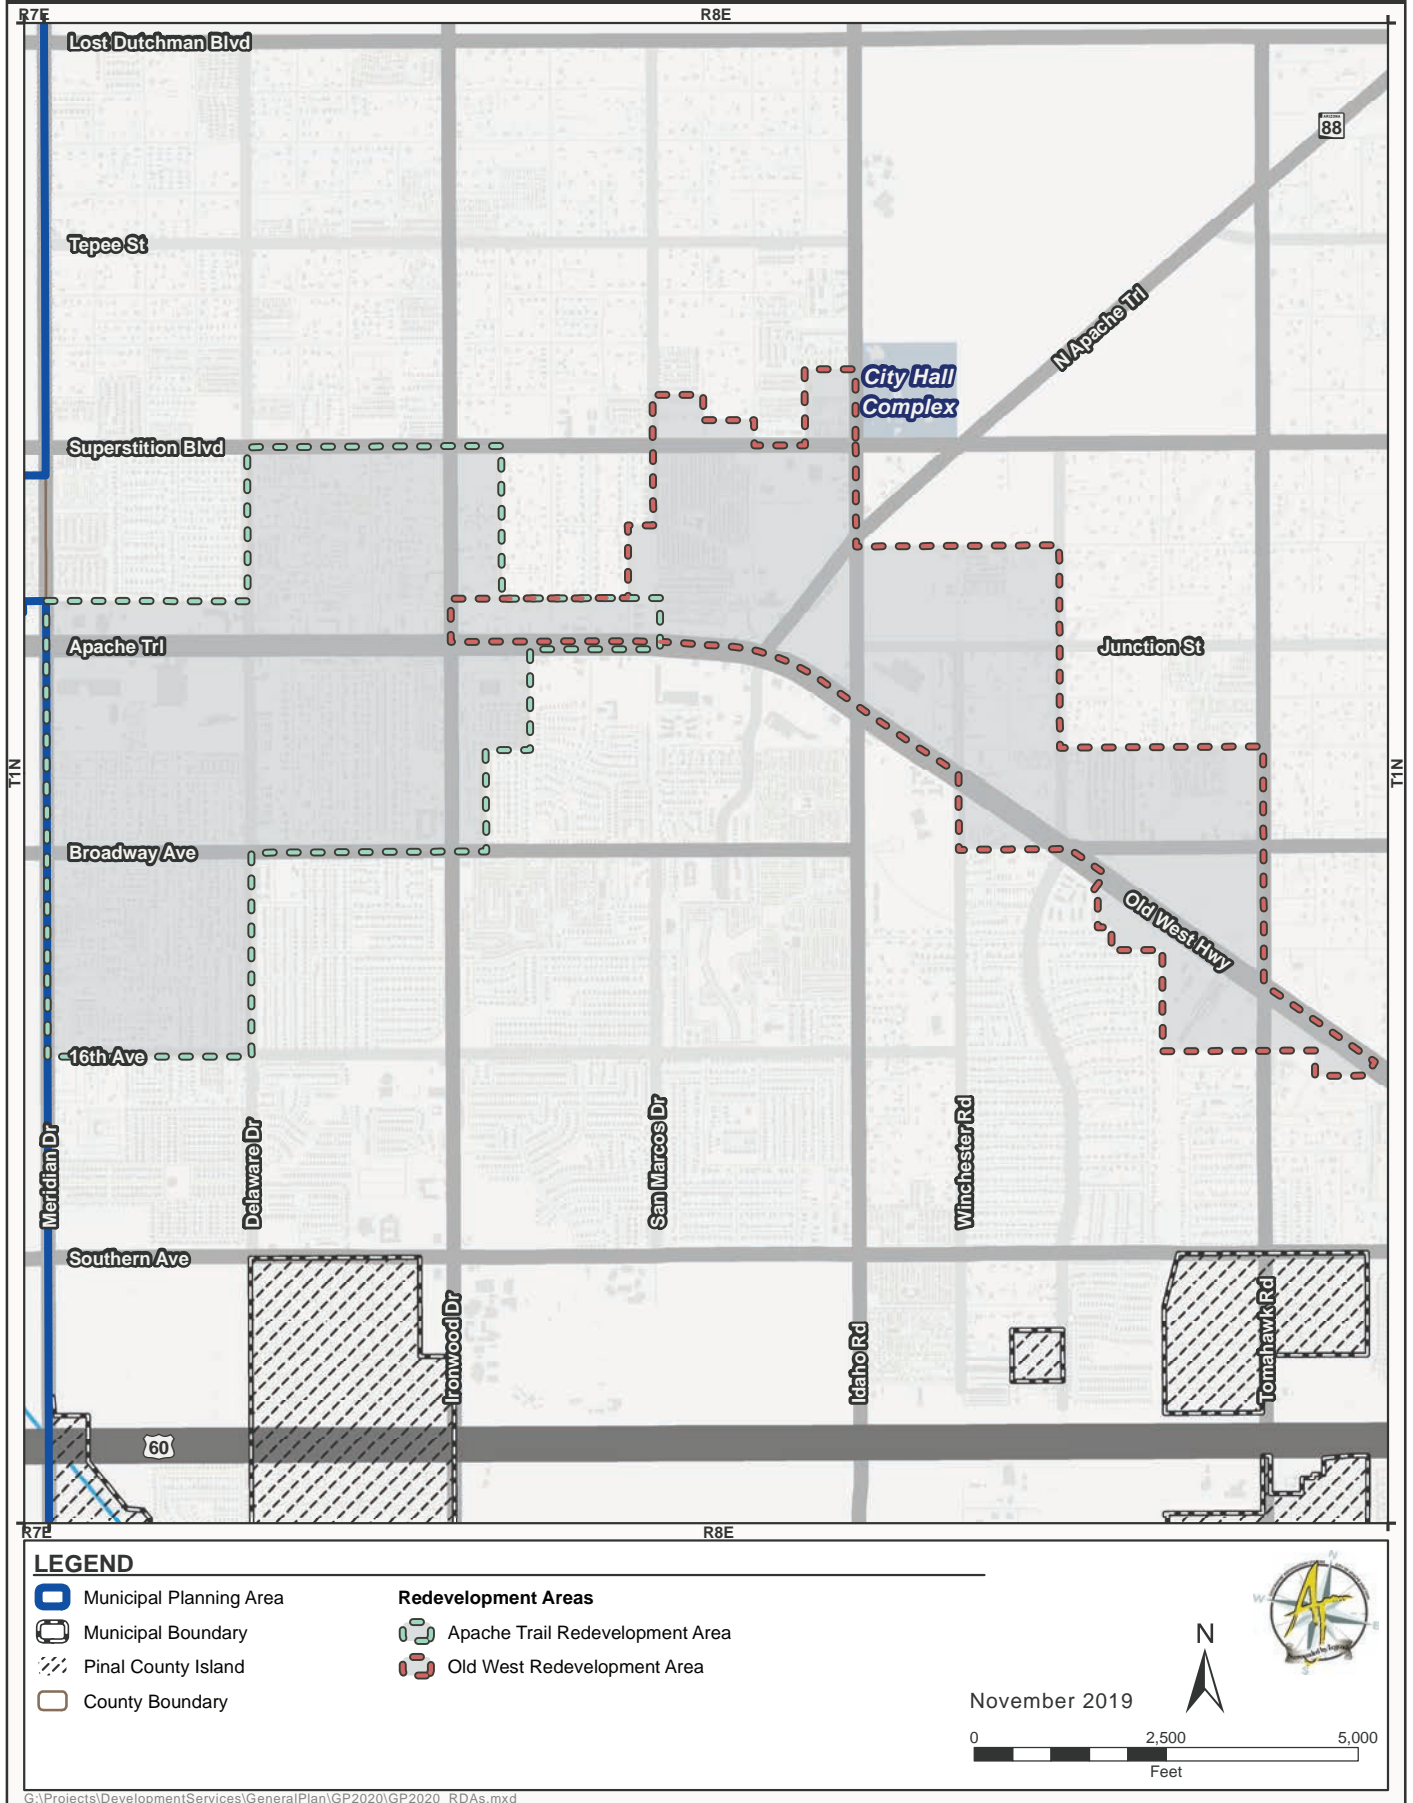 R7E
R8E
Lost Dutchman Blvd
ARIZONA
88
Tepee St
N Apache Trl
City Hall
Complex
Superstition Blvd
Apache Trl
Junction St
T1N
T1N
Broadway Ave
Old West Hwy
16th Ave
Meridian Dr
Delaware Dr
San Marcos Dr
Winchester Rd
Southern Ave
Ironwood Dr
Idaho Rd
Tomahawk Rd
60
R7E
R8E
LEGEND
Municipal Planning Area
Municipal Boundary
Pinal County Island
County Boundary
Redevelopment Areas
Apache Trail Redevelopment Area
Old West Redevelopment Area
November 2019
N
0 2,500 5,000
Feet
N
W
E
S
G:\Projects\DevelopmentServices\GeneralPlan\GP2020\GP2020_RDAs.mxd